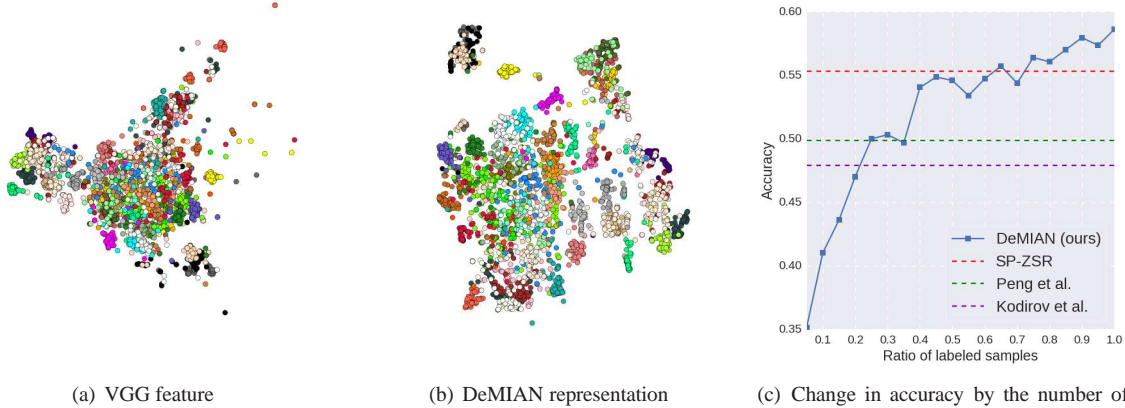 0.60
0.55
0.50
0.45
0.40
0.35
Accuracy
DeMIAN (ours)
SP-ZSR
Peng et al.
Kodirov et al.
0.1 0.2 0.3 0.4 0.5 0.6 0.7 0.8 0.9 1.0
Ratio of labeled samples
(a) VGG feature
(b) DeMIAN representation
(c) Change in accuracy by the number of